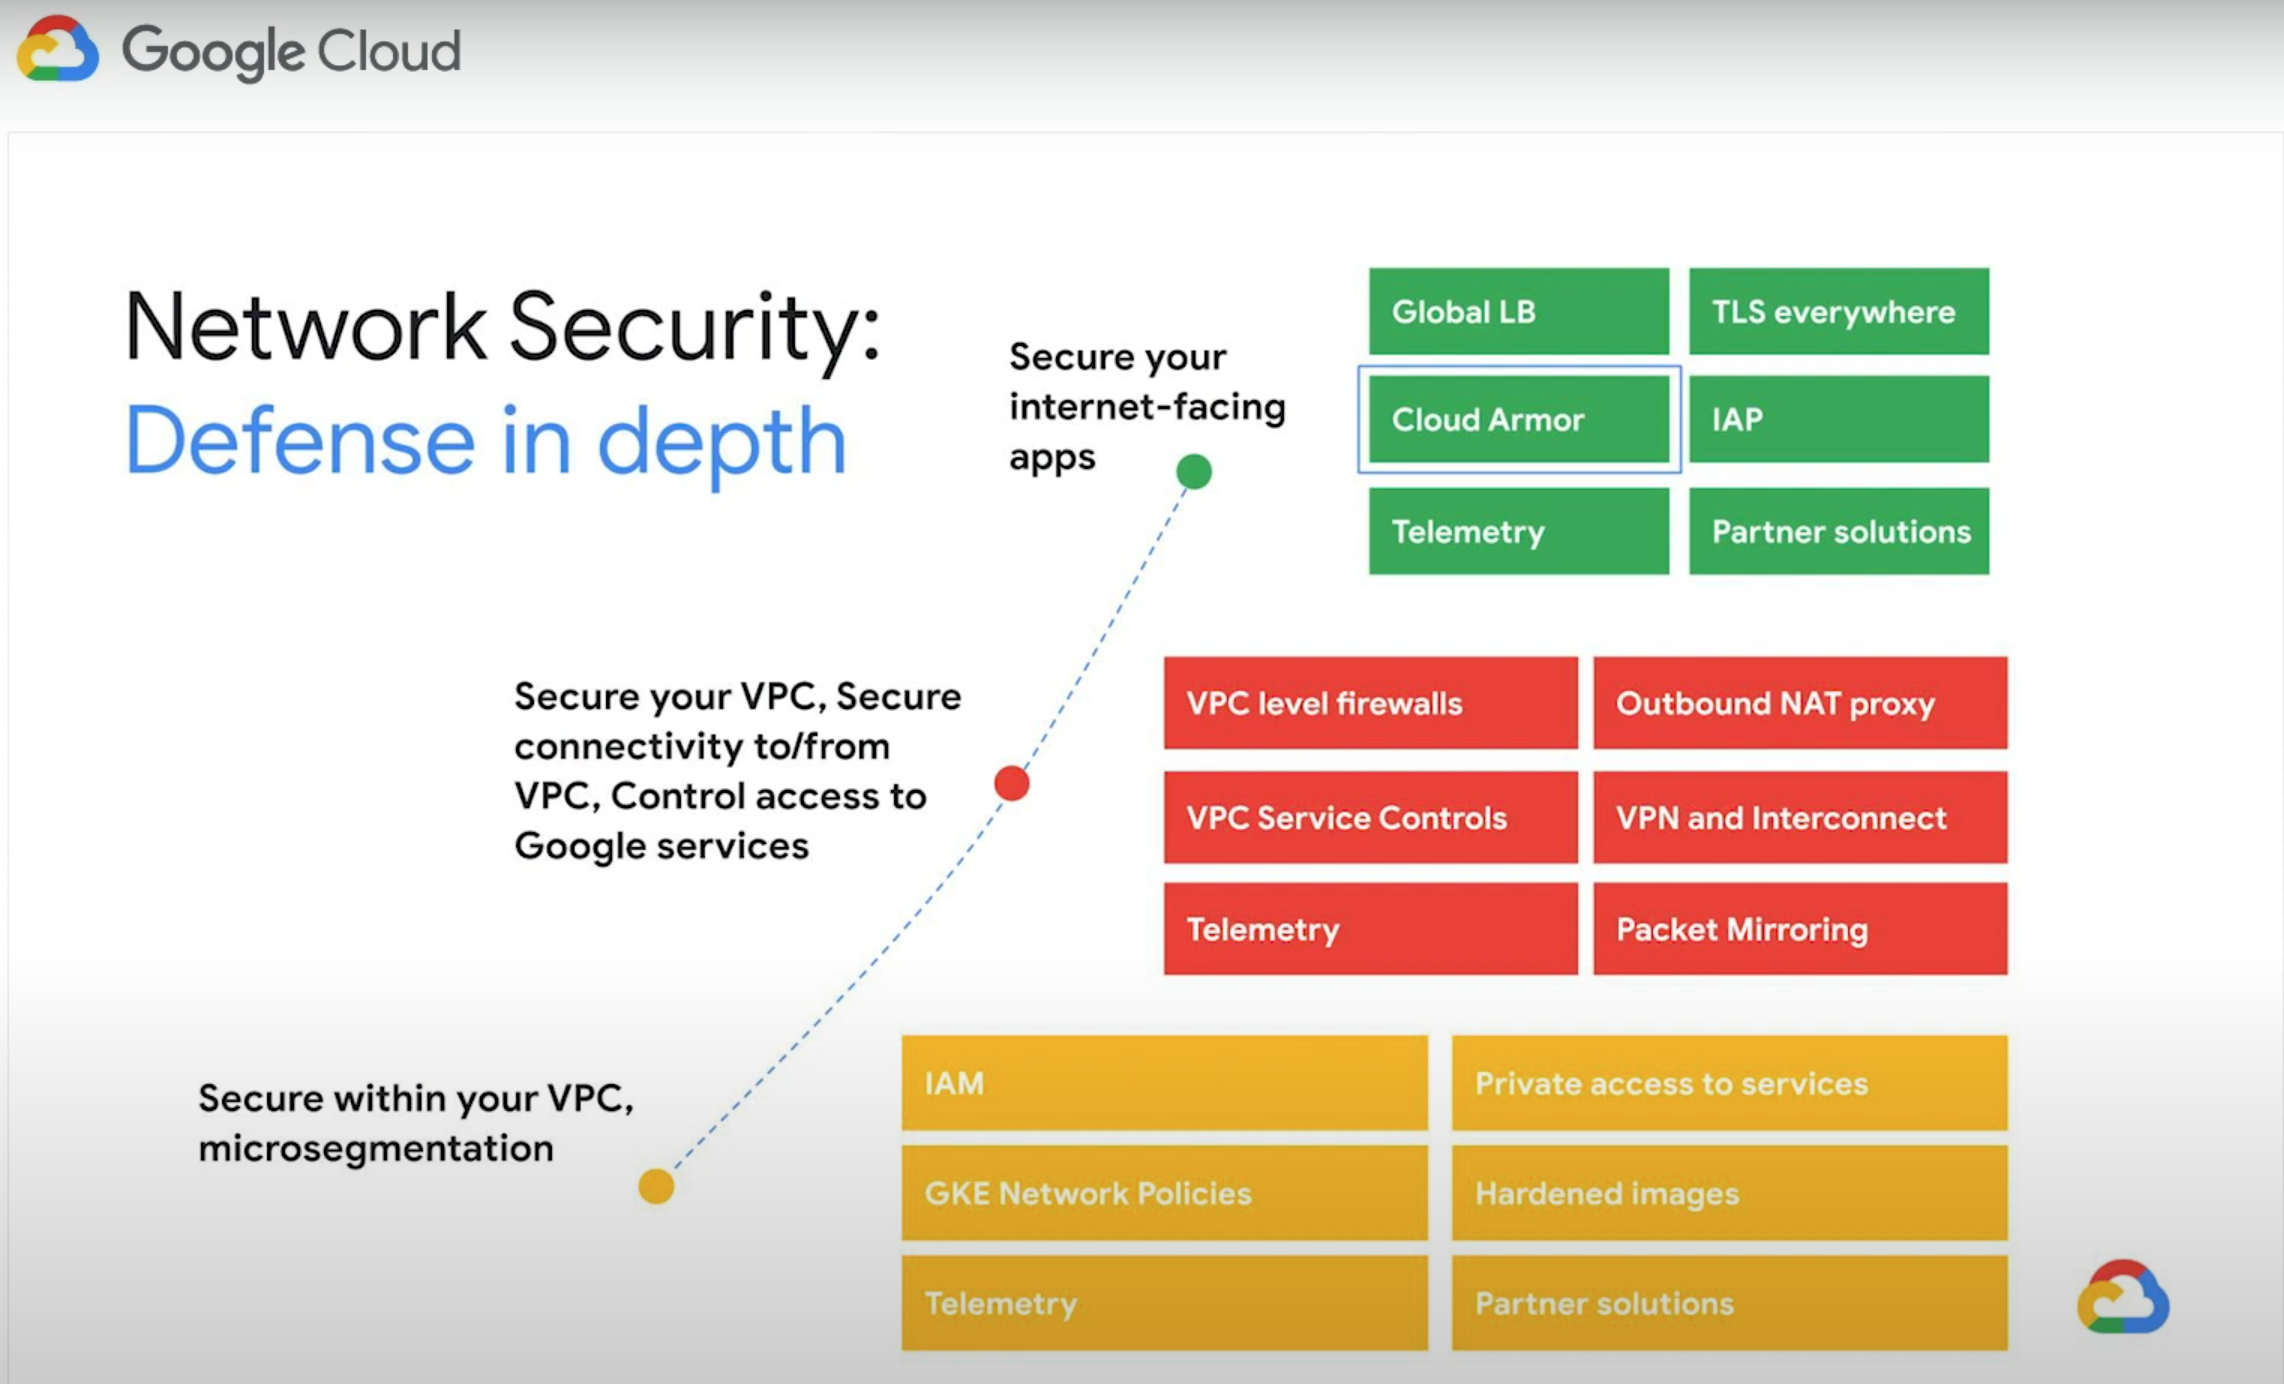 Google Cloud
Network Security:
Defense in depth
Secure your
internet-facing
apps
Global LB
TLS everywhere
Cloud Armor
IAP
Telemetry
Partner solutions
Secure your VPC, Secure
connectivity to/from
VPC, Control access to
Google services
VPC level firewalls
Outbound NAT proxy
VPC Service Controls
VPN and Interconnect
Telemetry
Packet Mirroring
Secure within your VPC,
microsegmentation
IAM
Private access to services
GKE Network Policies
Hardened images
Telemetry
Partner solutions